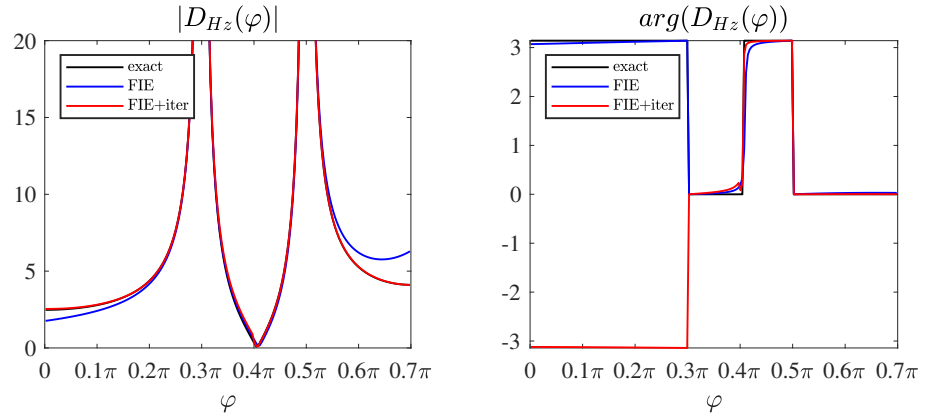 |D_{Hz}(φ)|
20
15
10
5
0
exact
FIE
FIE+iter
0 0.1π 0.2π 0.3π 0.4π 0.5π 0.6π 0.7π
φ
arg(D_{Hz}(φ))
3
2
1
0
-1
-2
-3
exact
FIE
FIE+iter
0 0.1π 0.2π 0.3π 0.4π 0.5π 0.6π 0.7π
φ